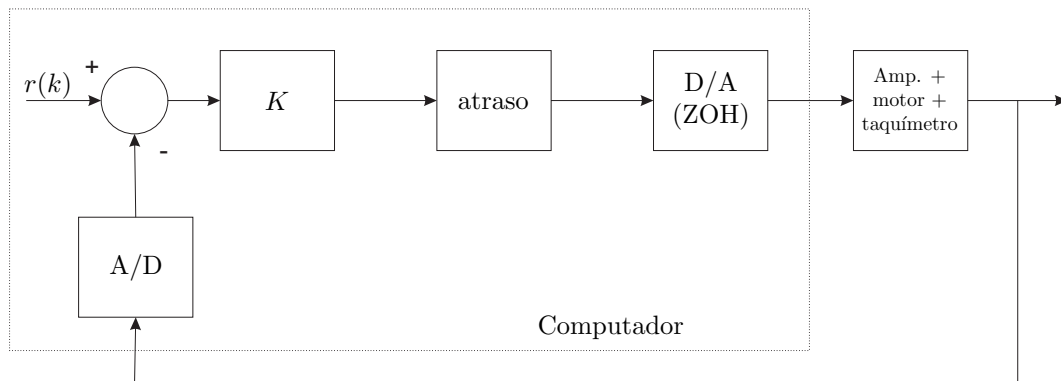 +
r(k)
-
K
atraso
D/A
(ZOH)
Amp. +
motor +
taquímetro
A/D
Computador